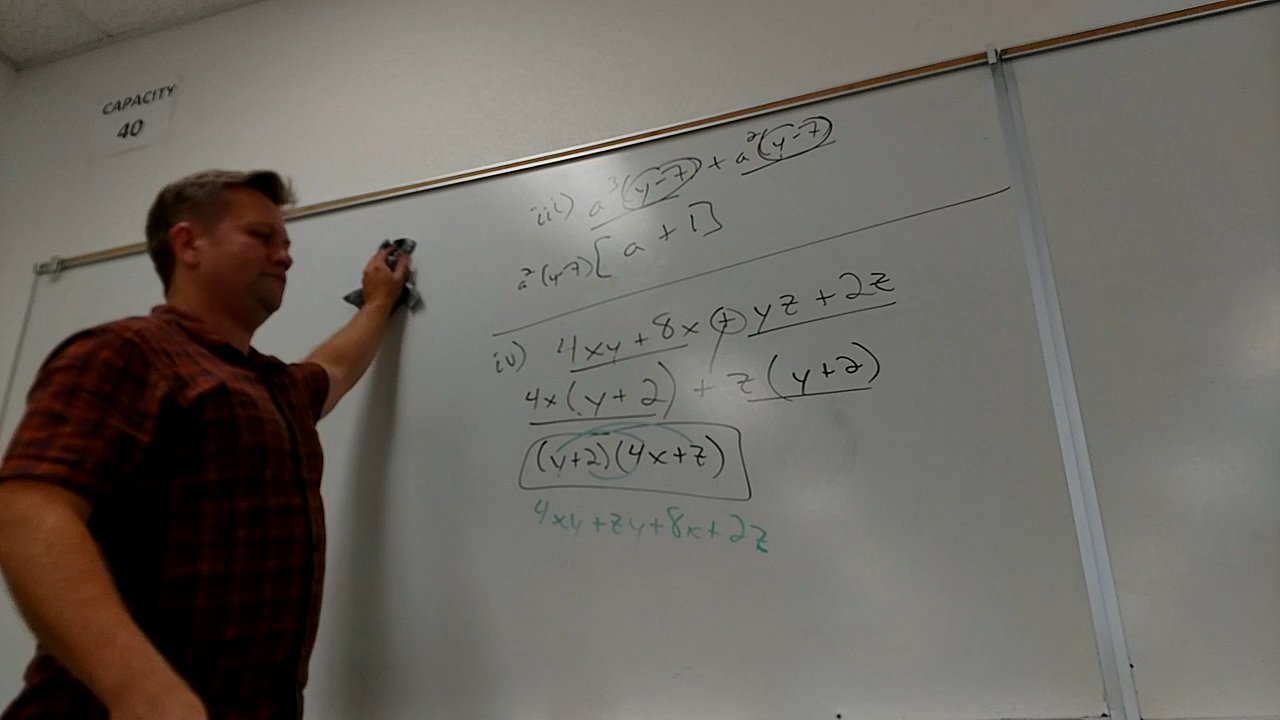 CAPACITY
40
iii) a³(y-7) + a²(y-7)
a²(y-7)[a + 1]
iv) 4xy + 8x + yz + 2z
4x(y+2) + z(y+2)
(y+2)(4x+z)
4xy+zy+8x+2z